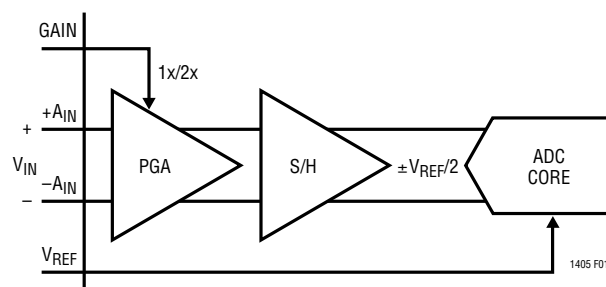 GAIN
1x/2x
+AIN
+
VIN
–AIN
–
PGA
S/H
±VREF/2
ADC
CORE
VREF
1405 F01